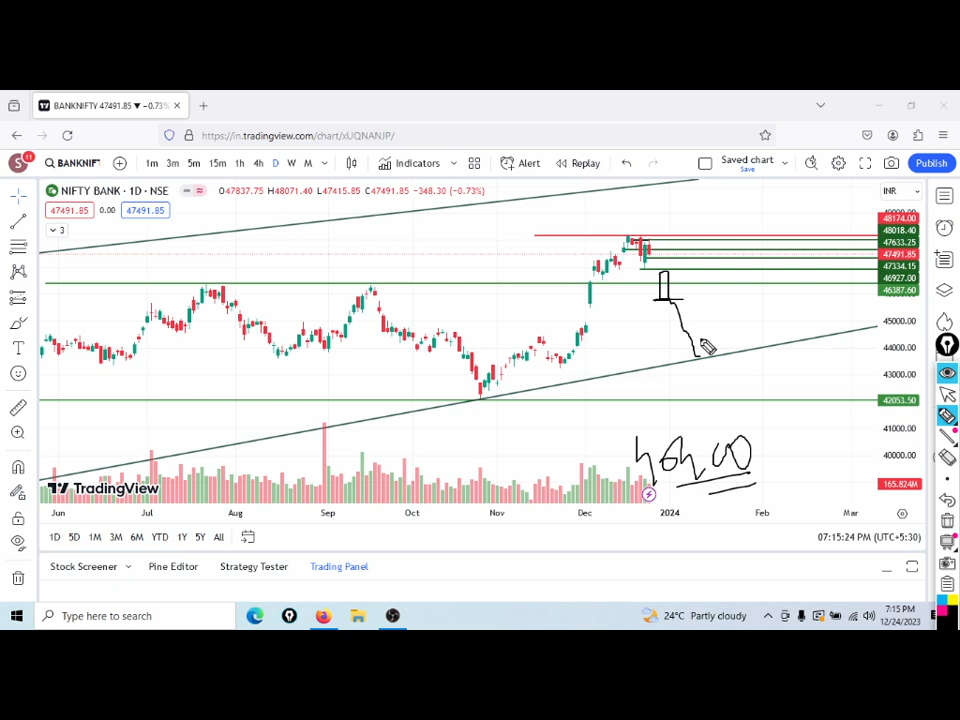 BANKNIFTY 47491.85 ▼ −0.73%
https://in.tradingview.com/chart/xUQNANJP/
S 11 BANKNIFT 1m 3m 5m 15m 1h 4h D W M Indicators Alert Replay Saved chart Save Publish
NIFTY BANK · 1D · NSE O47837.75 H48071.40 L47415.85 C47491.85 −348.30 (−0.73%) INR
47491.85 0.00 47491.85
3
48174.00
48018.40
47633.25
47491.85
47334.15
46927.00
46387.60
45000.00
44000.00
43000.00
42053.50
41000.00
40000.00
165.824M
TradingView
Jun Jul Aug Sep Oct Nov Dec 2024 Feb Mar
1D 5D 1M 3M 6M YTD 1Y 5Y All 07:15:24 PM (UTC+5:30)
Stock Screener Pine Editor Strategy Tester Trading Panel
Type here to search 24°C Partly cloudy 7:15 PM
12/24/2023